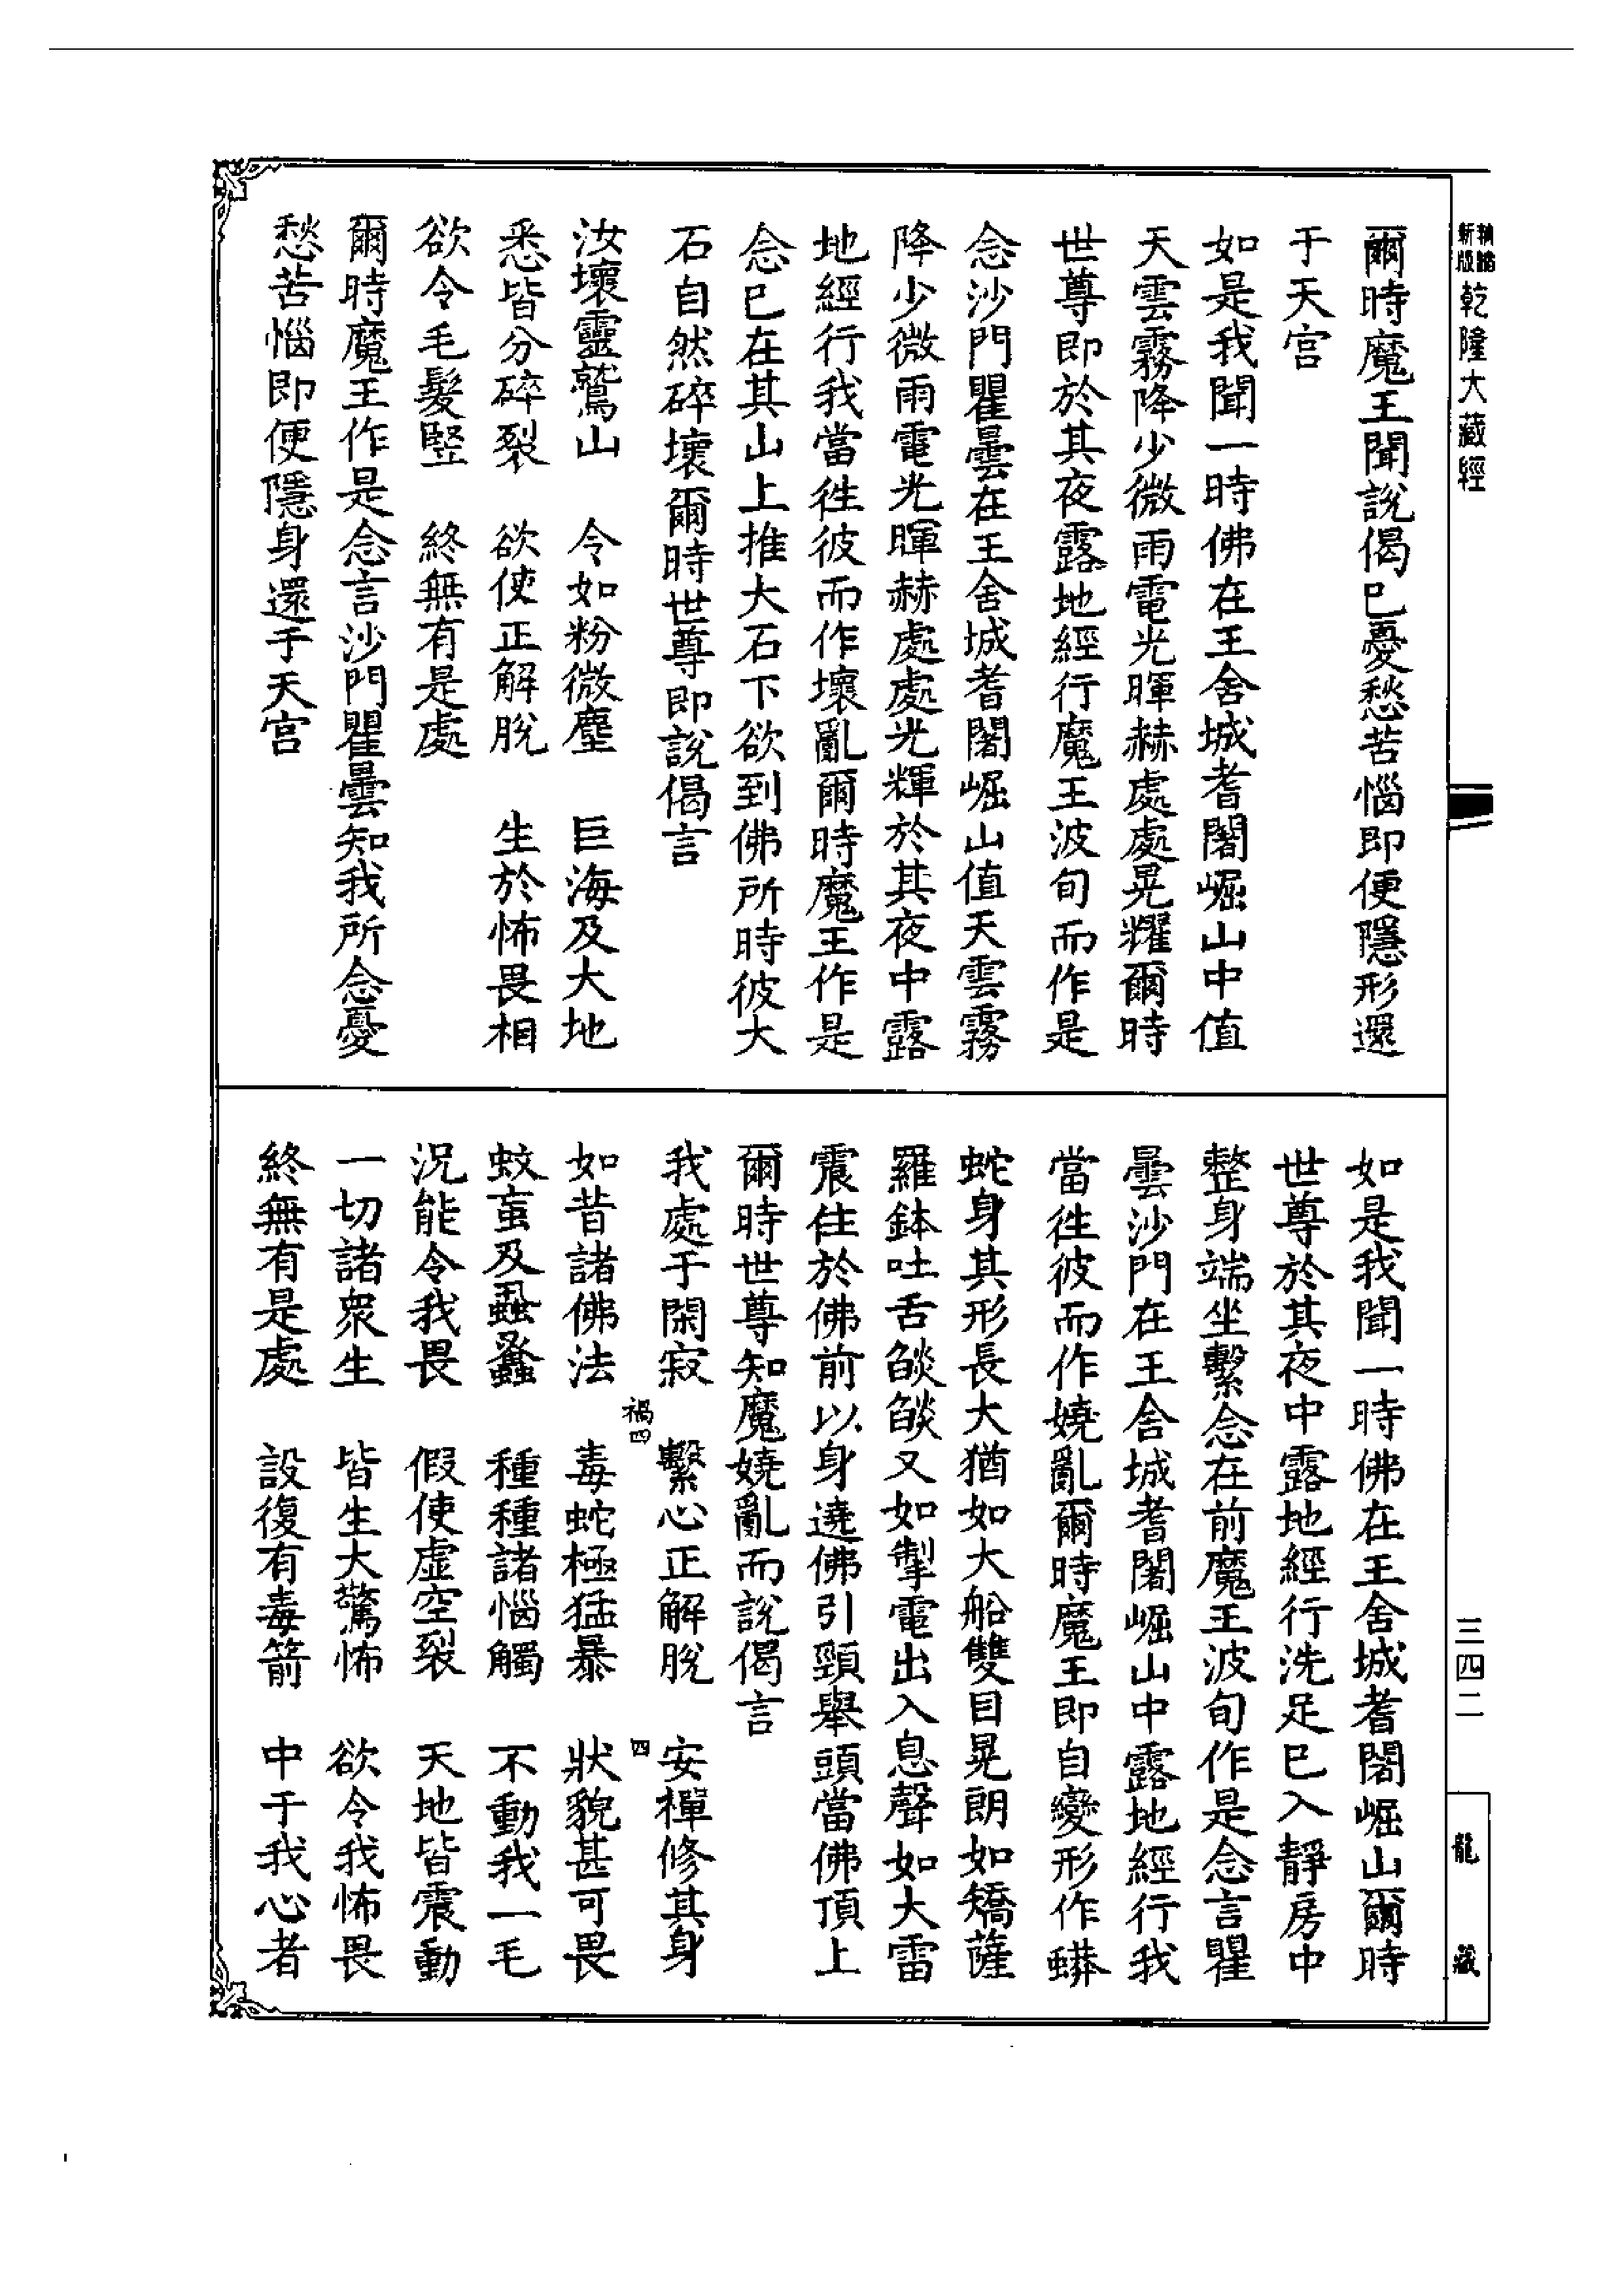 新版
乾隆大藏經
爾時魔王聞說偈已憂愁苦惱即便隱形還
于天宫
如是我聞一時佛在王舍城耆闍崛山中值
天雲霧降少微雨電光暉赫處處晃耀爾時
世尊即於其夜露地經行魔王波旬而作是
念沙門瞿曇在王舍城耆闍崛山值天雲霧
降少微雨電光暉赫處處光輝於其夜中露
地經行我當徃彼而作壞亂爾時魔王作是
念已在其山上推大石下欲到佛所時彼大
石自然碎壞爾時世尊即說偈言
汝壞靈鷲山　令如粉微塵　巨海及大地
悉皆分碎裂　欲使正解脫　生於怖畏相
欲令毛髮竪　終無有是處
爾時魔王作是念言沙門瞿曇知我所念憂
愁苦惱即便隱身還于天宫
如是我聞一時佛在王舍城耆闍崛山爾時
世尊於其夜中露地經行洗足已入靜房中
整身端坐繫念在前魔王波旬作是念言瞿
曇沙門在王舍城耆闍崛山中露地經行我
當徃彼而作嬈亂爾時魔王即自變形作蟒
蛇身其形長大猶如大船雙目晃朗如矯薩
羅鉢吐舌燄燄又如掣電出入息聲如大雷
震住於佛前以身遶佛引頸舉頭當佛頂上
爾時世尊知魔嬈亂而說偈言
我處于閑寂　繫心正解脫　安禪修其身
禍四
四
如昔諸佛法　毒蛇極猛暴　狀貌甚可畏
蚊䖟及蝨蚤　種種諸惱觸　不動我一毛
況能令我畏　假使虛空裂　天地皆震動
一切諸衆生　皆生大驚怖　欲令我怖畏
終無有是處　設復有毒箭　中于我心者
三四二
龍藏